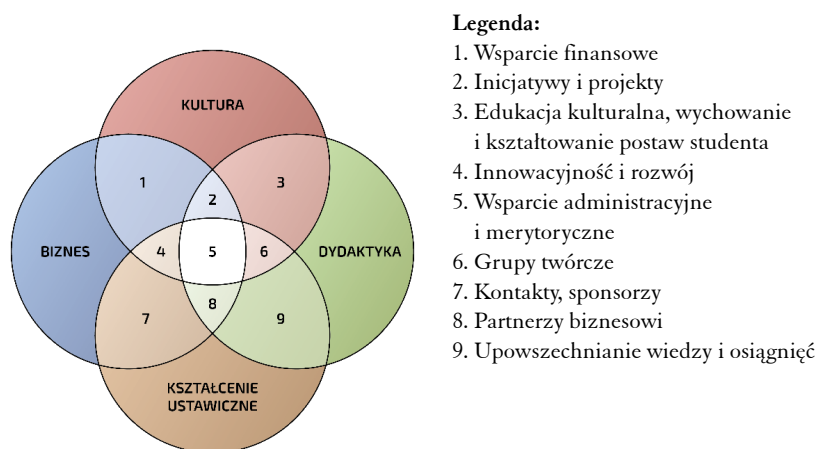 KULTURA
1
2
3
BIZNES
4
5
6
DYDAKTYKA
7
8
9
KSZTAŁCENIE
USTAWICZNE
Legenda:
1. Wsparcie finansowe
2. Inicjatywy i projekty
3. Edukacja kulturalna, wychowanie
i kształtowanie postaw studenta
4. Innowacyjność i rozwój
5. Wsparcie administracyjne
i merytoryczne
6. Grupy twórcze
7. Kontakty, sponsorzy
8. Partnerzy biznesowi
9. Upowszechnianie wiedzy i osiągnięć